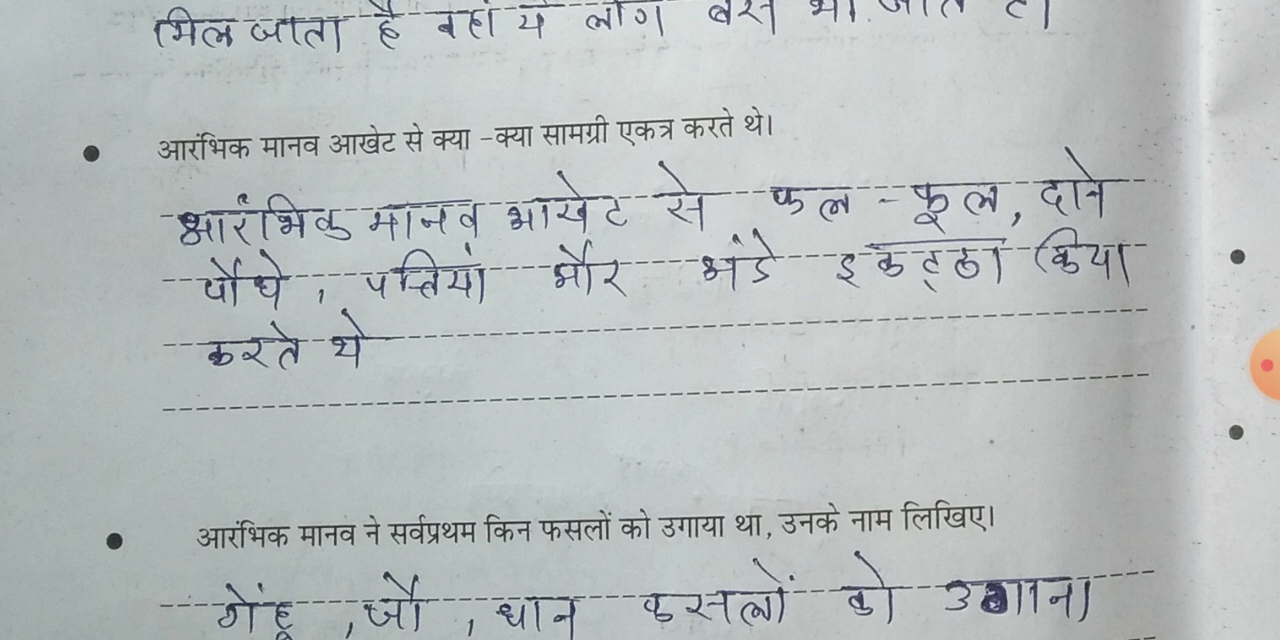 मिल जाता है वहां ये लोग बस भी जाते है।
आरंभिक मानव आखेट से क्या -क्या सामग्री एकत्र करते थे।
आरंभिक मानव आखेट से फल - फूल, दाने
पौधे, पत्तियां और अंडे इकट्ठा किया
करते थे
आरंभिक मानव ने सर्वप्रथम किन फसलों को उगाया था, उनके नाम लिखिए।
गेंहू, जौ, धान फसलों को उगाना